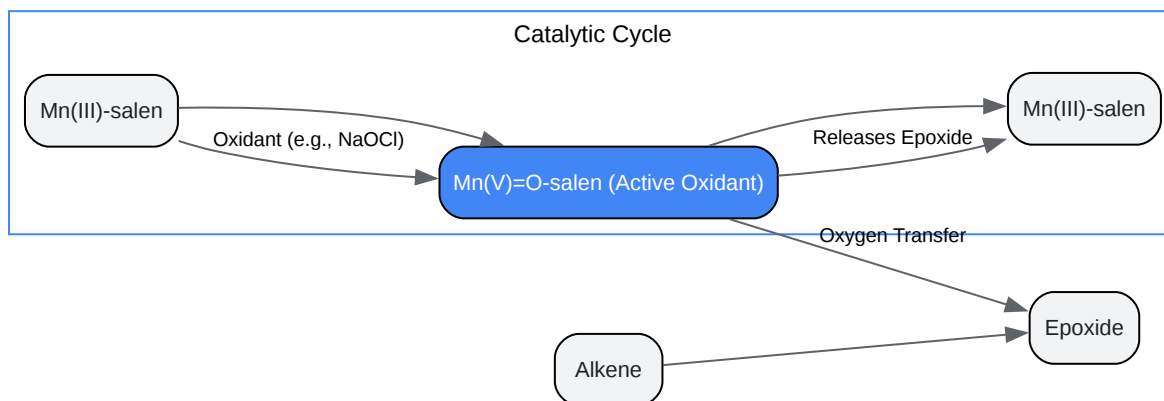 Catalytic Cycle
Mn(III)-salen
Oxidant (e.g., NaOCl)
Mn(V)=O-salen (Active Oxidant)
Releases Epoxide
Mn(III)-salen
Oxygen Transfer
Epoxide
Alkene